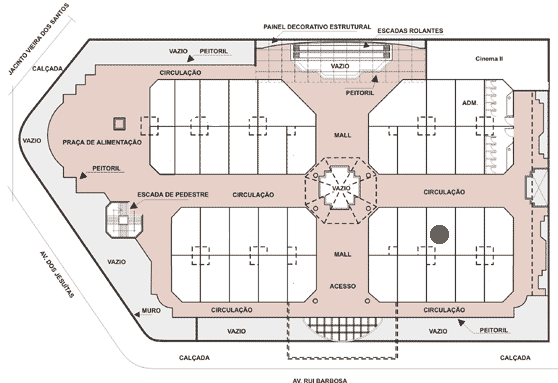 PAINEL DECORATIVO ESTRUTURAL
ESCADAS ROLANTES
JACINTO VIEIRA DOS SANTOS
CALÇADA
VAZIO
PEITORIL
CIRCULAÇÃO
VAZIO
PEITORIL
Cinema II
ADM.
VAZIO
PRAÇA DE ALIMENTAÇÃO
MALL
PEITORIL
ESCADA DE PEDESTRE
CIRCULAÇÃO
VAZIO
CIRCULAÇÃO
AV. DOS JESUÍTAS
VAZIO
MALL
ACESSO
MURO
CIRCULAÇÃO
CIRCULAÇÃO
VAZIO
VAZIO
PEITORIL
CALÇADA
CALÇADA
AV. RUI BARBOSA